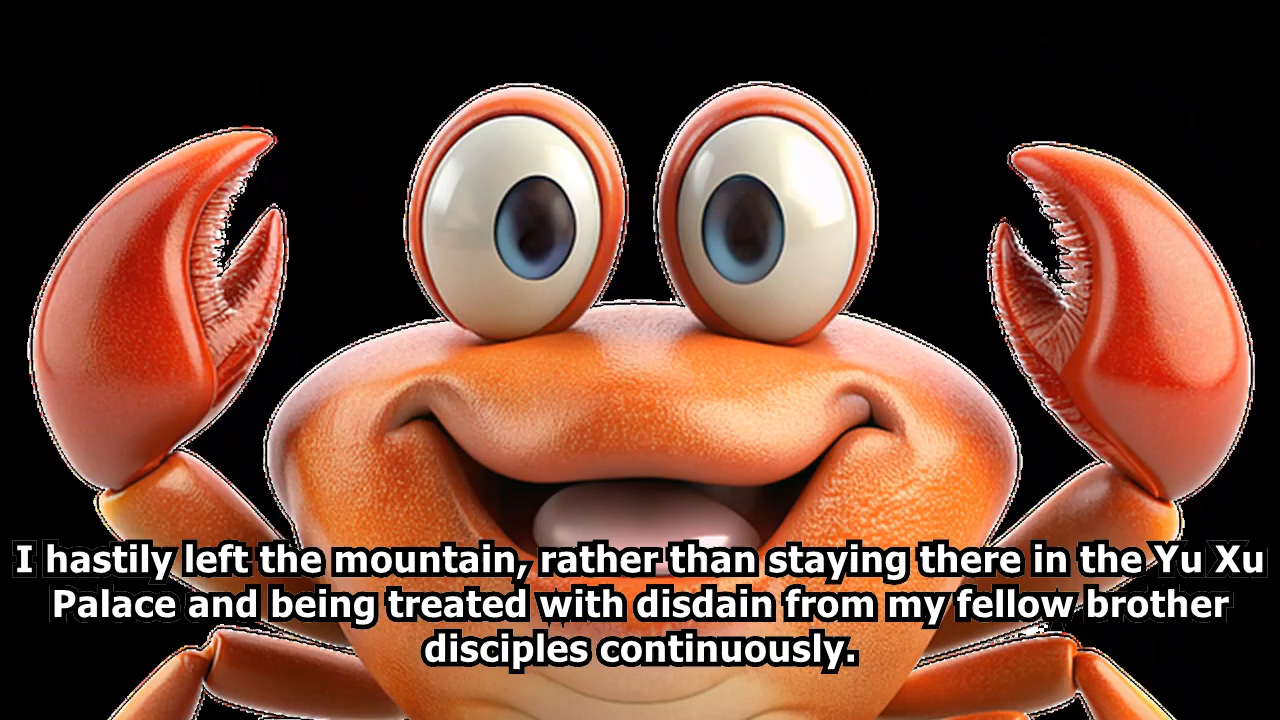 I hastily left the mountain, rather than staying there in the Yu Xu
Palace and being treated with disdain from my fellow brother
disciples continuously.